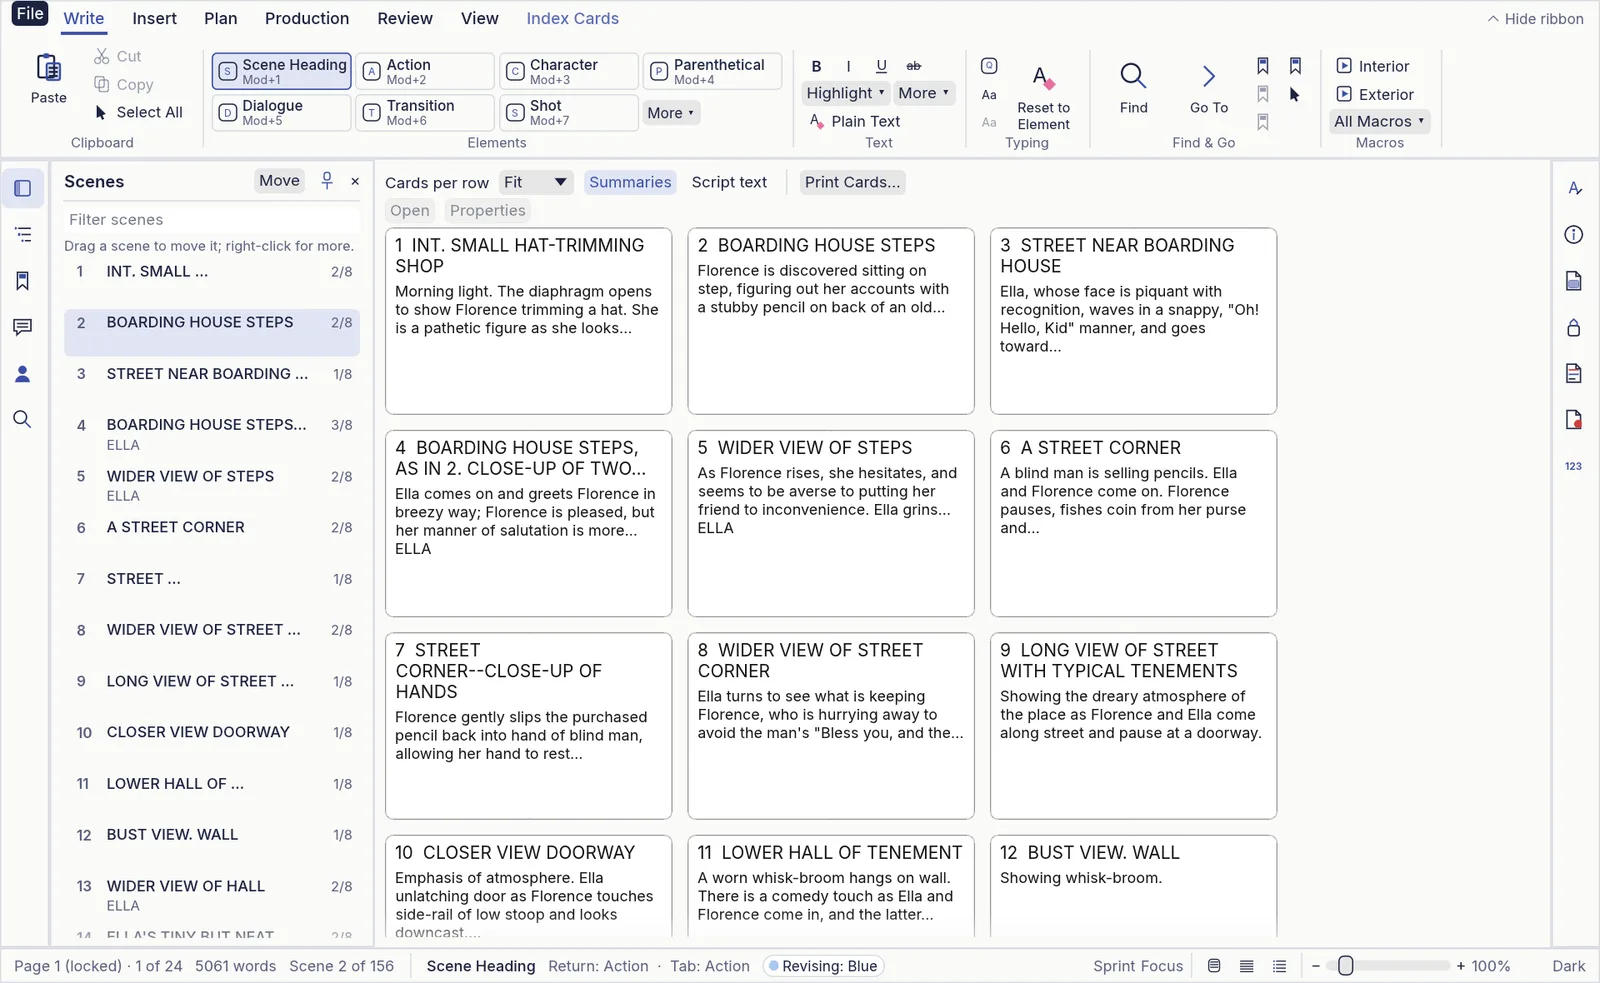 File Write Insert Plan Production Review View Index Cards Hide ribbon
Paste
Cut
Copy
Select All
Clipboard
S Scene Heading Mod+1
A Action Mod+2
C Character Mod+3
P Parenthetical Mod+4
D Dialogue Mod+5
T Transition Mod+6
S Shot Mod+7
More
Elements
B I U ab
Highlight More
A Plain Text
Text
Q
Aa
Aa
Reset to
Element
Typing
Find
Go To
Find & Go
Interior
Exterior
All Macros
Macros
Scenes Move ×
Filter scenes
Drag a scene to move it; right-click for more.
1 INT. SMALL ... 2/8
2 BOARDING HOUSE STEPS 2/8
3 STREET NEAR BOARDING ... 1/8
4 BOARDING HOUSE STEPS... 3/8
ELLA
5 WIDER VIEW OF STEPS 2/8
ELLA
6 A STREET CORNER 2/8
7 STREET ... 1/8
8 WIDER VIEW OF STREET ... 2/8
9 LONG VIEW OF STREET ... 1/8
10 CLOSER VIEW DOORWAY 1/8
11 LOWER HALL OF ... 1/8
12 BUST VIEW. WALL 1/8
13 WIDER VIEW OF HALL 2/8
ELLA
14 ELLA'S TINY BUT NEAT 2/8
Cards per row Fit Summaries Script text Print Cards...
Open Properties
1 INT. SMALL HAT-TRIMMING
SHOP
Morning light. The diaphragm opens
to show Florence trimming a hat. She
is a pathetic figure as she looks...
2 BOARDING HOUSE STEPS
Florence is discovered sitting on
step, figuring out her accounts with
a stubby pencil on back of an old...
3 STREET NEAR BOARDING
HOUSE
Ella, whose face is piquant with
recognition, waves in a snappy, "Oh!
Hello, Kid" manner, and goes
toward...
4 BOARDING HOUSE STEPS,
AS IN 2. CLOSE-UP OF TWO...
Ella comes on and greets Florence in
breezy way; Florence is pleased, but
her manner of salutation is more...
ELLA
5 WIDER VIEW OF STEPS
As Florence rises, she hesitates, and
seems to be averse to putting her
friend to inconvenience. Ella grins...
ELLA
6 A STREET CORNER
A blind man is selling pencils. Ella
and Florence come on. Florence
pauses, fishes coin from her purse
and...
7 STREET
CORNER--CLOSE-UP OF
HANDS
Florence gently slips the purchased
pencil back into hand of blind man,
allowing her hand to rest...
8 WIDER VIEW OF STREET
CORNER
Ella turns to see what is keeping
Florence, who is hurrying away to
avoid the man's "Bless you, and the...
9 LONG VIEW OF STREET
WITH TYPICAL TENEMENTS
Showing the dreary atmosphere of
the place as Florence and Ella come
along street and pause at a doorway.
10 CLOSER VIEW DOORWAY
Emphasis of atmosphere. Ella
unlatching door as Florence touches
side-rail of low stoop and looks
downcast....
11 LOWER HALL OF TENEMENT
A worn whisk-broom hangs on wall.
There is a comedy touch as Ella and
Florence come in, and the latter...
12 BUST VIEW. WALL
Showing whisk-broom.
123
Page 1 (locked) · 1 of 24 5061 words Scene 2 of 156 Scene Heading Return: Action · Tab: Action Revising: Blue Sprint Focus − + 100% Dark